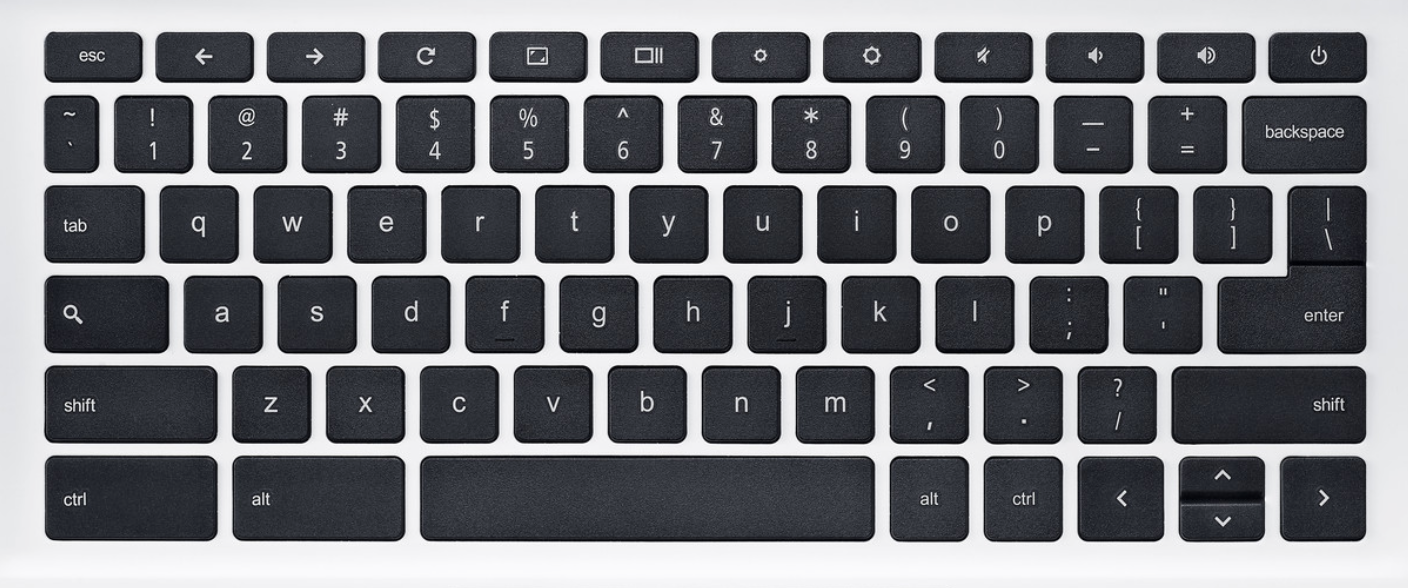 esc
~ ! @ # $ % ^ & * ( ) — +
` 1 2 3 4 5 6 7 8 9 0 - = backspace
tab q w e r t y u i o p { } |
[ ] \
a s d f g h j k l : "
; ' enter
shift z x c v b n m < > ? shift
, . /
ctrl alt alt ctrl